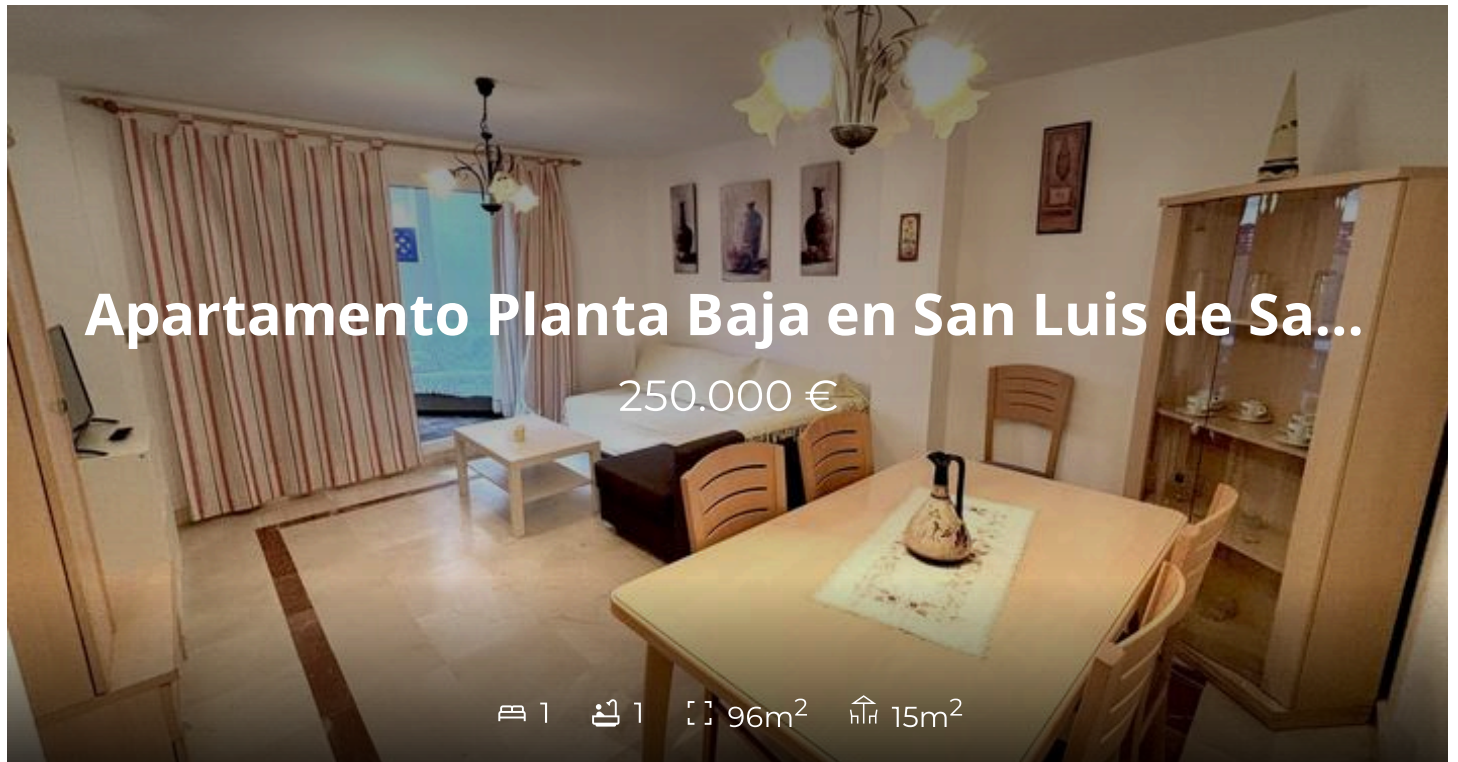 Apartamento Planta Baja en San Luis de Sa...
250.000 €
1 1 96m² 15m²